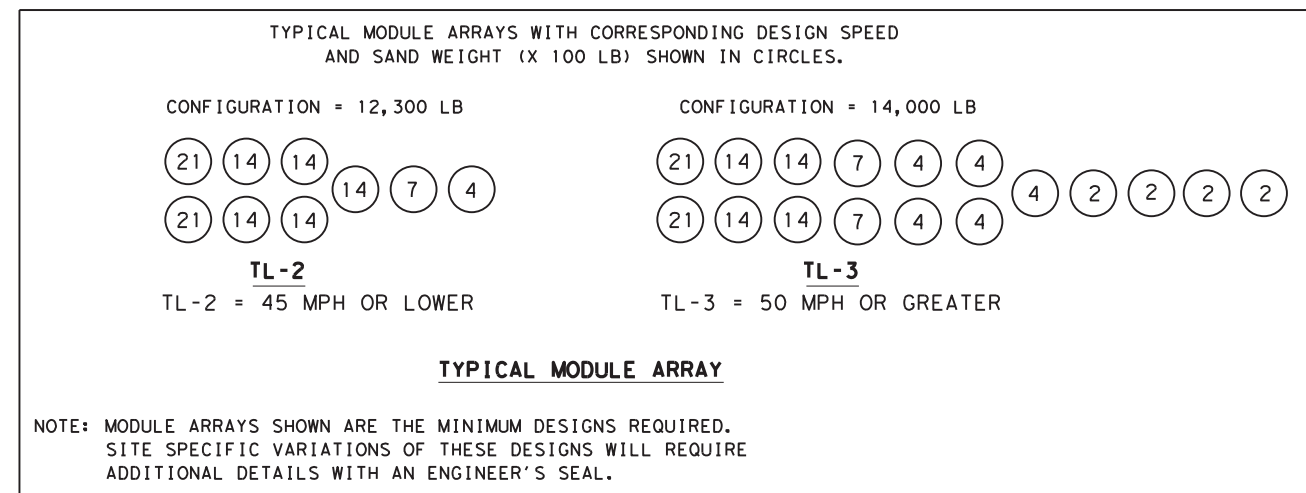 TYPICAL MODULE ARRAYS WITH CORRESPONDING DESIGN SPEED
AND SAND WEIGHT (X 100 LB) SHOWN IN CIRCLES.
CONFIGURATION = 12,300 LB
21 14 14
14 7 4
21 14 14
TL-2
TL-2 = 45 MPH OR LOWER
CONFIGURATION = 14,000 LB
21 14 14 7 4 4
4 2 2 2 2
21 14 14 7 4 4
TL-3
TL-3 = 50 MPH OR GREATER
TYPICAL MODULE ARRAY
NOTE: MODULE ARRAYS SHOWN ARE THE MINIMUM DESIGNS REQUIRED.
SITE SPECIFIC VARIATIONS OF THESE DESIGNS WILL REQUIRE
ADDITIONAL DETAILS WITH AN ENGINEER'S SEAL.